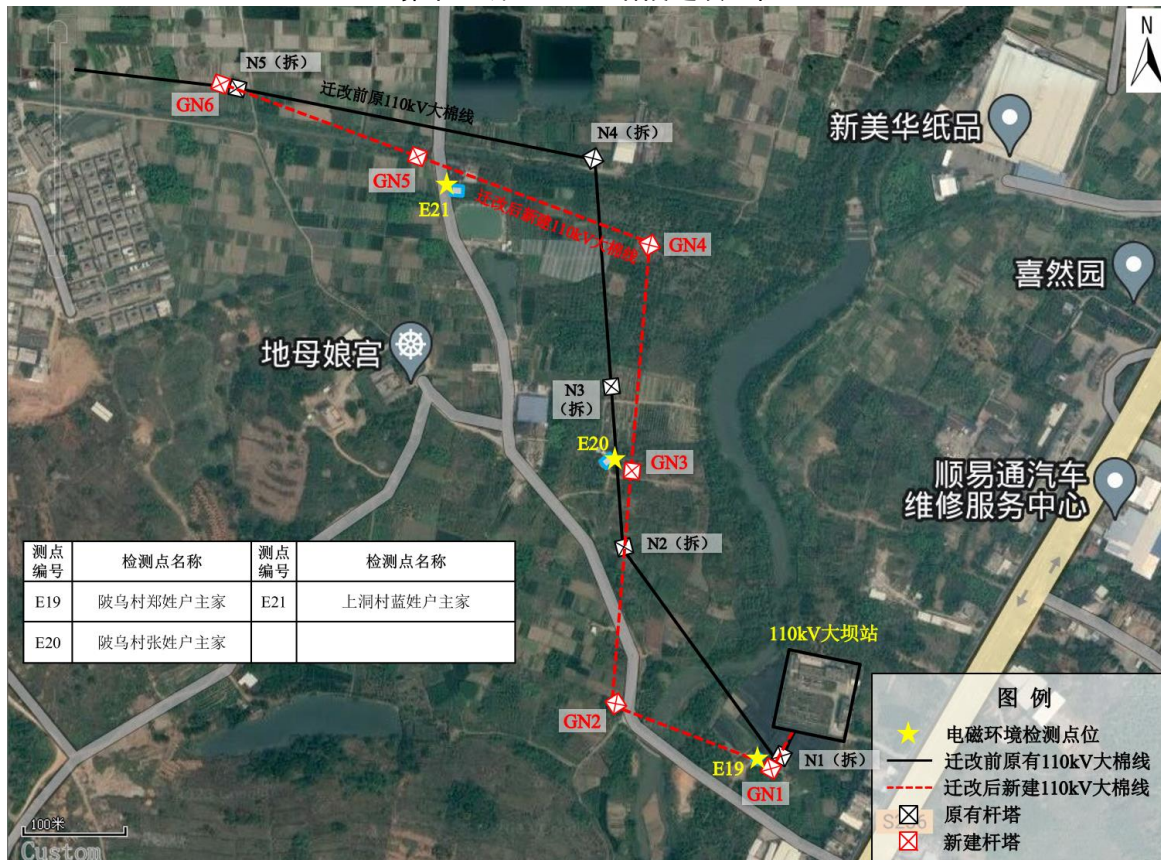 N
N5（拆）
GN6
迁改前原110kV大棉线
N4（拆）
新美华纸品
GN5
E21
迁改后新建110kV大棉线
GN4
喜然园
地母娘宫
N3
（拆）
E20
GN3
顺易通汽车
维修服务中心
N2（拆）
测点
编号
检测点名称
测点
编号
检测点名称
E19
陂乌村郑姓户主家
E21
上洞村蓝姓户主家
E20
陂乌村张姓户主家
110kV大坝站
GN2
E19
N1（拆）
GN1
图 例
电磁环境检测点位
迁改前原有110kV大棉线
迁改后新建110kV大棉线
原有杆塔
新建杆塔
100米
Custom